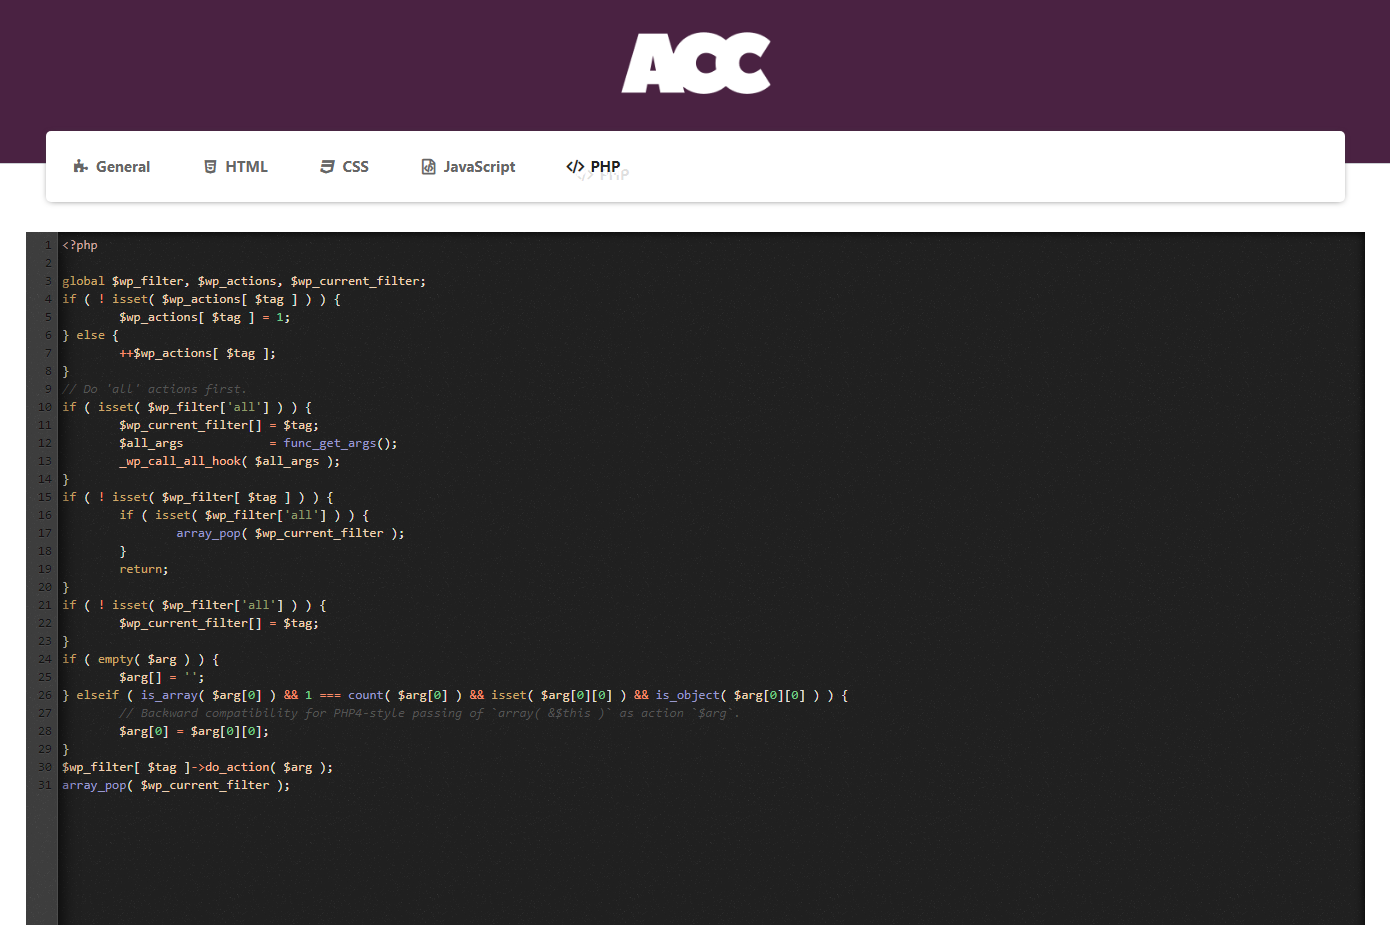 ACC
General HTML CSS JavaScript </> PHP
</> PHP
1 <?php
2
3 global $wp_filter, $wp_actions, $wp_current_filter;
4 if ( ! isset( $wp_actions[ $tag ] ) ) {
5         $wp_actions[ $tag ] = 1;
6 } else {
7         ++$wp_actions[ $tag ];
8 }
9 // Do 'all' actions first.
10 if ( isset( $wp_filter['all'] ) ) {
11         $wp_current_filter[] = $tag;
12         $all_args            = func_get_args();
13         _wp_call_all_hook( $all_args );
14 }
15 if ( ! isset( $wp_filter[ $tag ] ) ) {
16         if ( isset( $wp_filter['all'] ) ) {
17                 array_pop( $wp_current_filter );
18         }
19         return;
20 }
21 if ( ! isset( $wp_filter['all'] ) ) {
22         $wp_current_filter[] = $tag;
23 }
24 if ( empty( $arg ) ) {
25         $arg[] = '';
26 } elseif ( is_array( $arg[0] ) && 1 === count( $arg[0] ) && isset( $arg[0][0] ) && is_object( $arg[0][0] ) ) {
27         // Backward compatibility for PHP4-style passing of `array( &$this )` as action `$arg`.
28         $arg[0] = $arg[0][0];
29 }
30 $wp_filter[ $tag ]->do_action( $arg );
31 array_pop( $wp_current_filter );